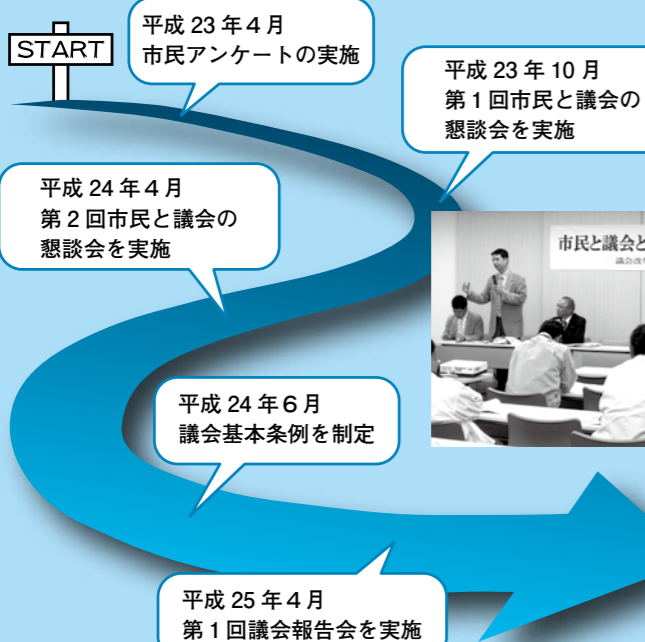 START
平成 23 年４月
市民アンケートの実施
平成 23 年 10 月
第１回市民と議会の
懇談会を実施
平成 24 年４月
第２回市民と議会の
懇談会を実施
市民と議会と
平成 24 年６月
議会基本条例を制定
平成 25 年４月
第１回議会報告会を実施